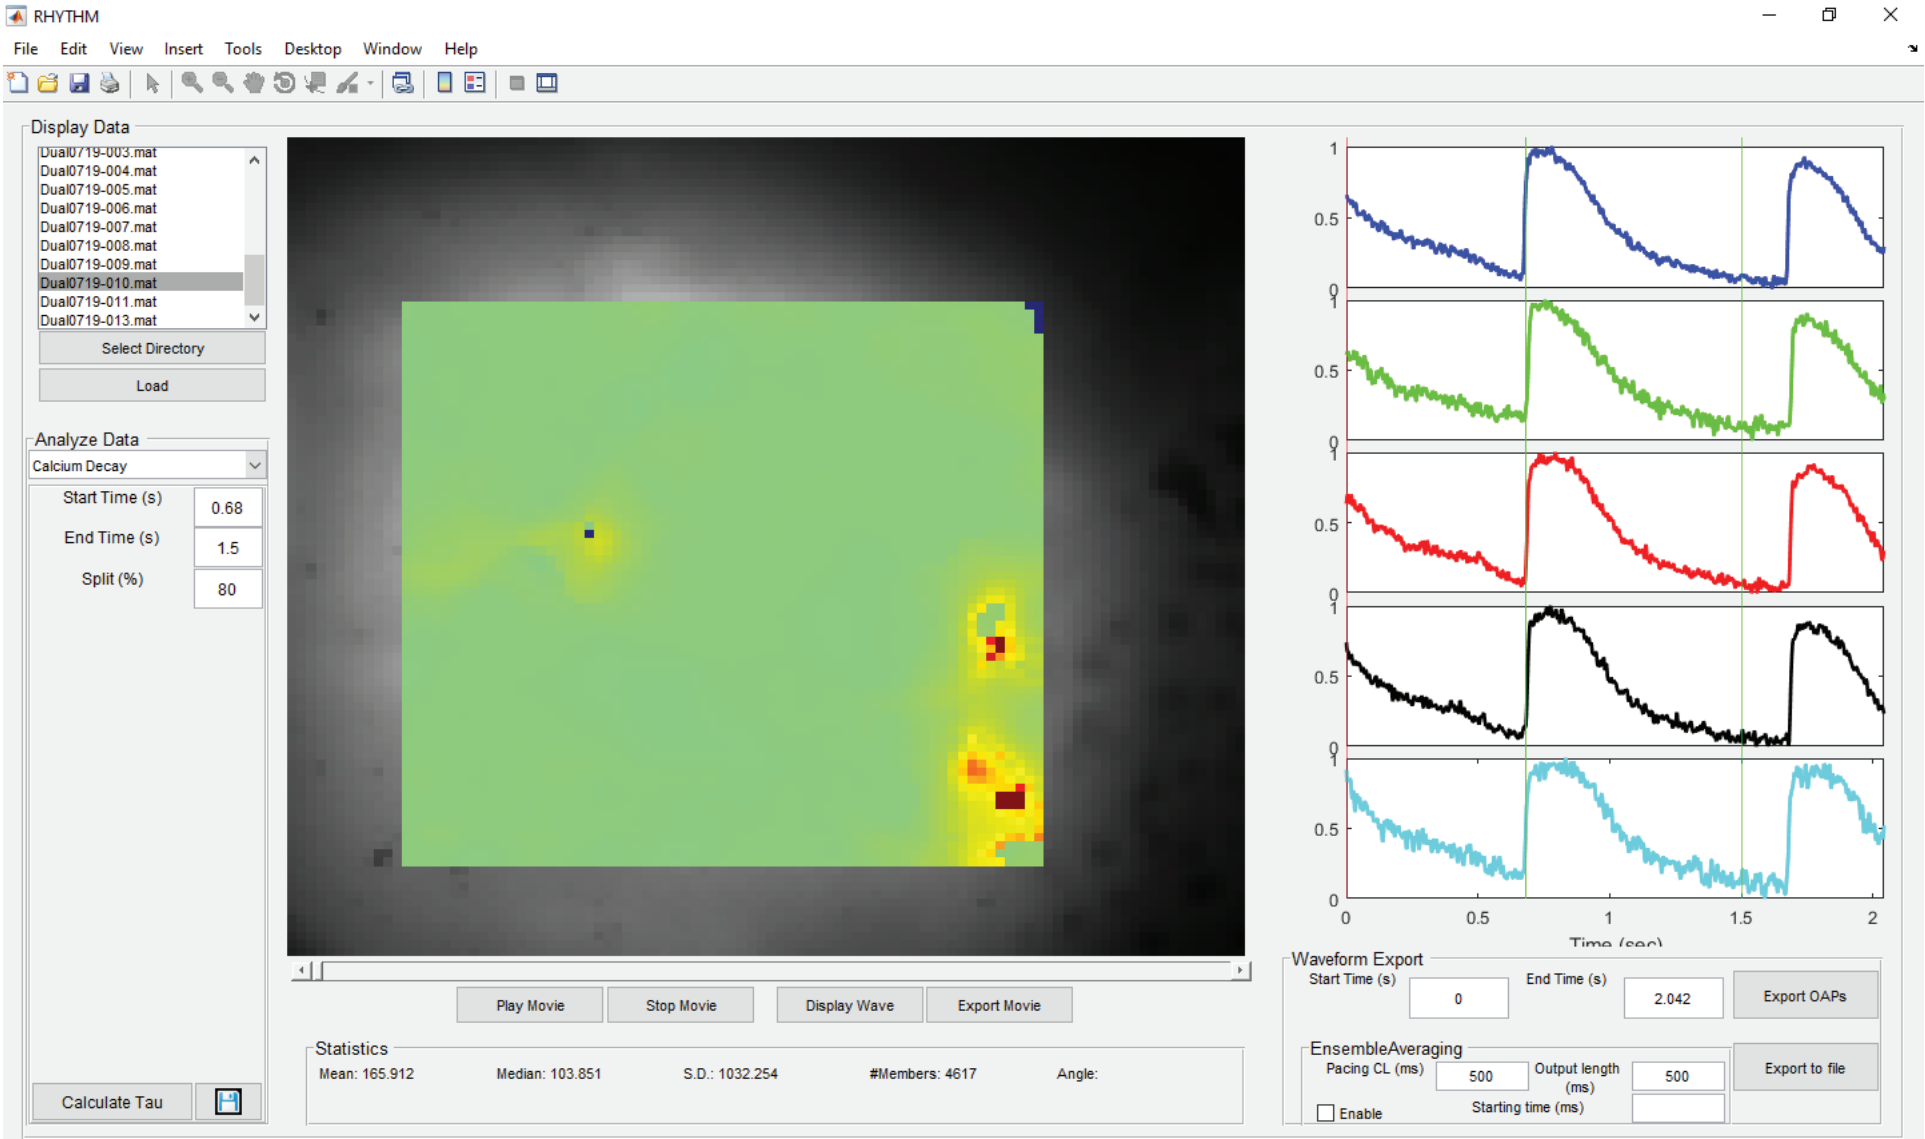 RHYTHM
File Edit View Insert Tools Desktop Window Help
Display Data
Dual0719-003.mat
Dual0719-004.mat
Dual0719-005.mat
Dual0719-006.mat
Dual0719-007.mat
Dual0719-008.mat
Dual0719-009.mat
Dual0719-010.mat
Dual0719-011.mat
Dual0719-013.mat
Select Directory
Load
Analyze Data
Calcium Decay
Start Time (s) 0.68
End Time (s) 1.5
Split (%) 80
Calculate Tau
Play Movie Stop Movie Display Wave Export Movie
Statistics
Mean: 165.912 Median: 103.851 S.D.: 1032.254 #Members: 4617 Angle:
1
0.5
0
1
0.5
0
1
0.5
0
1
0.5
0
1
0.5
0
0 0.5 1 1.5 2
Time (sec)
Waveform Export
Start Time (s) 0 End Time (s) 2.042 Export OAPs
EnsembleAveraging
Pacing CL (ms) 500 Output length (ms) 500 Export to file
Enable Starting time (ms)